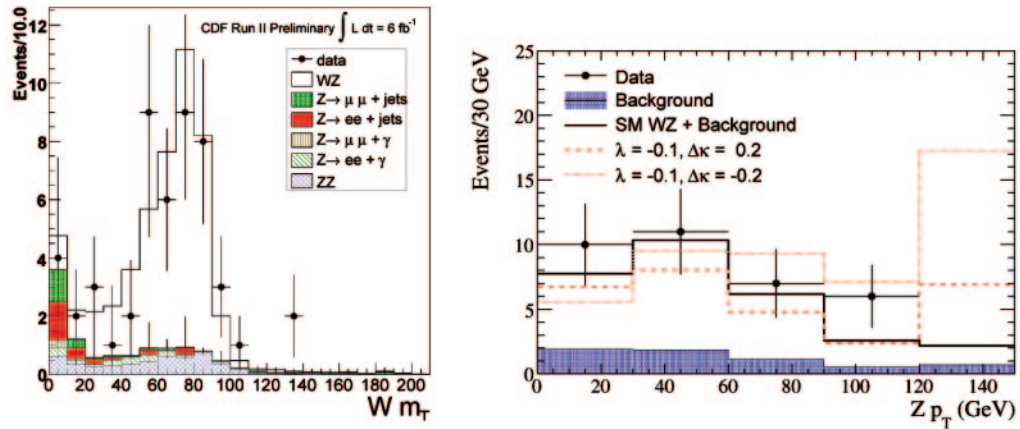 Events/10.0
12
10
8
6
4
2
0
CDF Run II Preliminary ∫ L dt = 6 fb⁻¹
data
WZ
Z→ μ μ + jets
Z→ ee + jets
Z→ μ μ + γ
Z→ ee + γ
ZZ
0 20 40 60 80 100 120 140 160 180 200
W m_T
Events/30 GeV
25
20
15
10
5
0
Data
Background
SM WZ + Background
λ = -0.1, Δκ = 0.2
λ = -0.1, Δκ = -0.2
0 20 40 60 80 100 120 140
Z p_T (GeV)